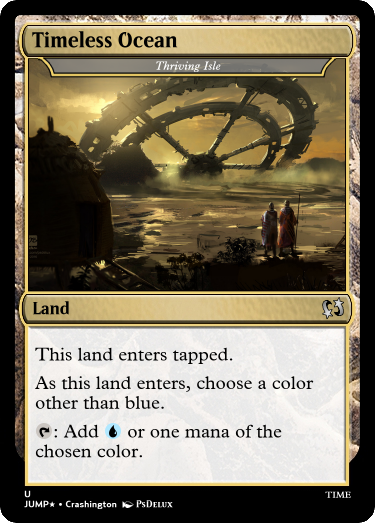 Timeless Ocean
Thriving Isle
Land
This land enters tapped.
As this land enters, choose a color
other than blue.
: Add or one mana of the
chosen color.
U
JUMP★ • Crashington PsDelux
TIME